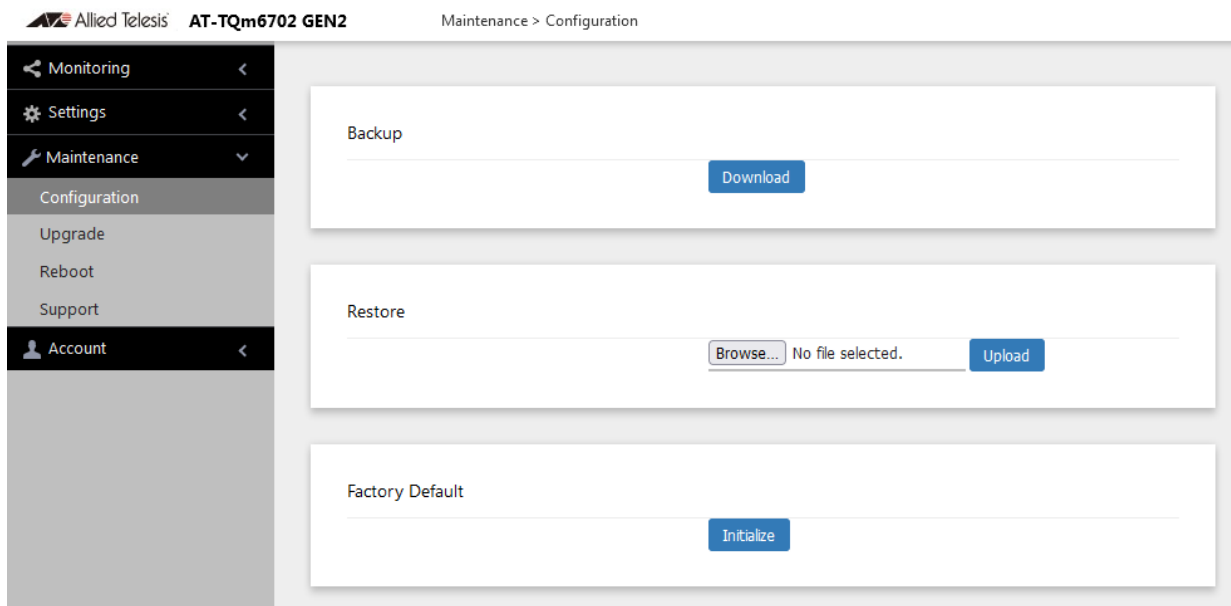 Allied Telesis AT-TQm6702 GEN2 Maintenance > Configuration
Monitoring
Settings
Maintenance
Configuration
Upgrade
Reboot
Support
Account
Backup
Download
Restore
Browse... No file selected. Upload
Factory Default
Initialize